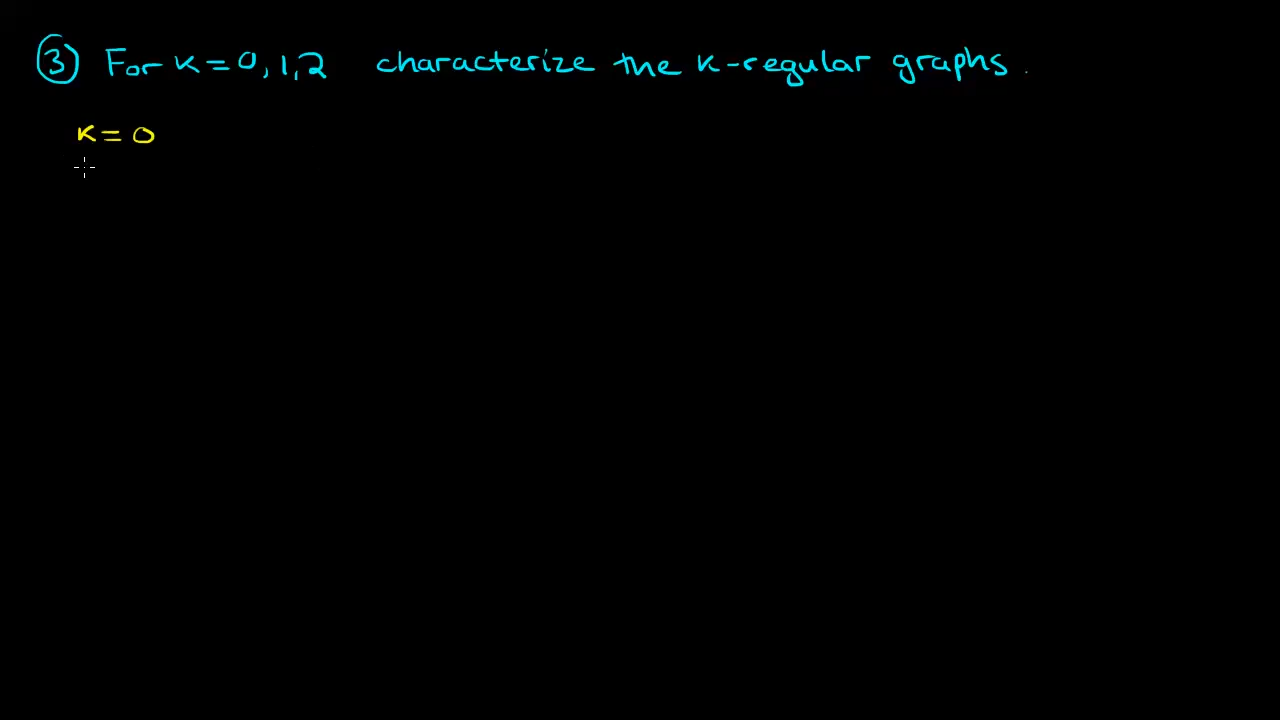 ③ For k=0,1,2 characterize the k-regular graphs.
k=0